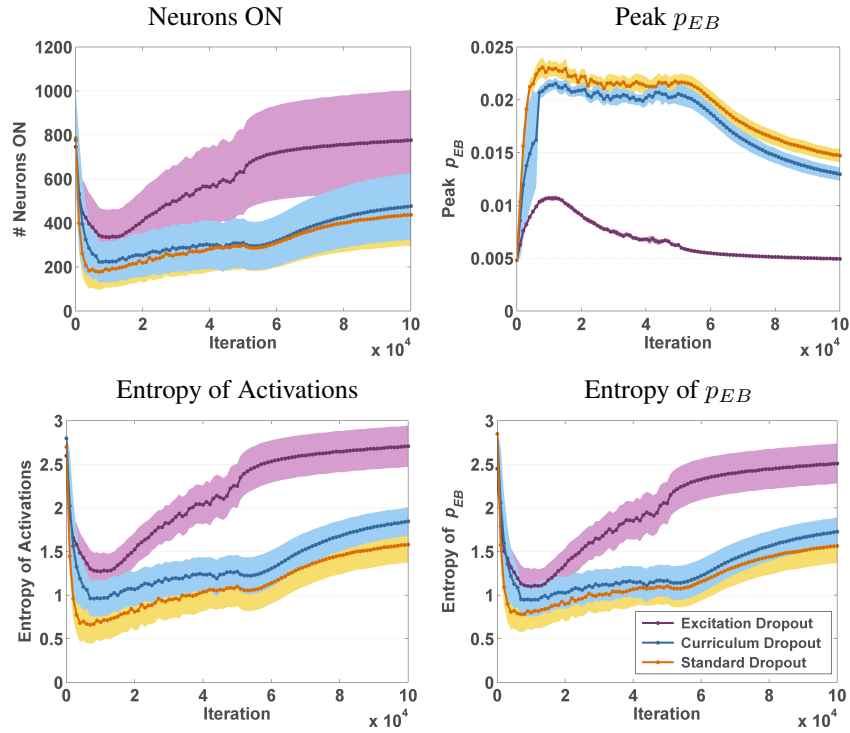 Neurons ON
1200
1000
800
600
400
200
0
# Neurons ON
0 2 4 6 8 10
Iteration
x 10^4
Peak p_EB
0.025
0.02
0.015
0.01
0.005
0
Peak p_EB
0 2 4 6 8 10
Iteration
x 10^4
Entropy of Activations
3
2.5
2
1.5
1
0.5
0
Entropy of Activations
0 2 4 6 8 10
Iteration
x 10^4
Entropy of p_EB
3
2.5
2
1.5
1
0.5
0
Entropy of p_EB
Excitation Dropout
Curriculum Dropout
Standard Dropout
0 2 4 6 8 10
Iteration
x 10^4